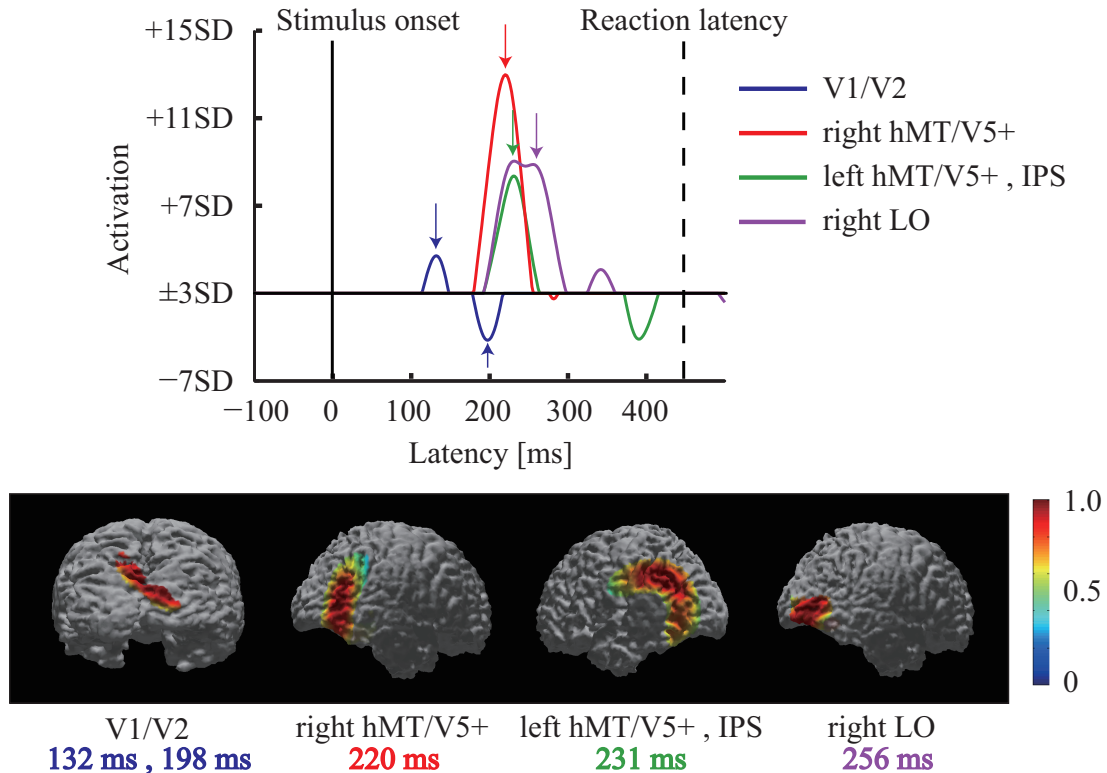 Stimulus onset
Reaction latency
+15SD
+11SD
+7SD
±3SD
−7SD
Activation
−100
0
100
200
300
400
Latency [ms]
V1/V2
right hMT/V5+
left hMT/V5+ , IPS
right LO
1.0
0.5
0
V1/V2
right hMT/V5+
left hMT/V5+ , IPS
right LO
132 ms , 198 ms
220 ms
231 ms
256 ms